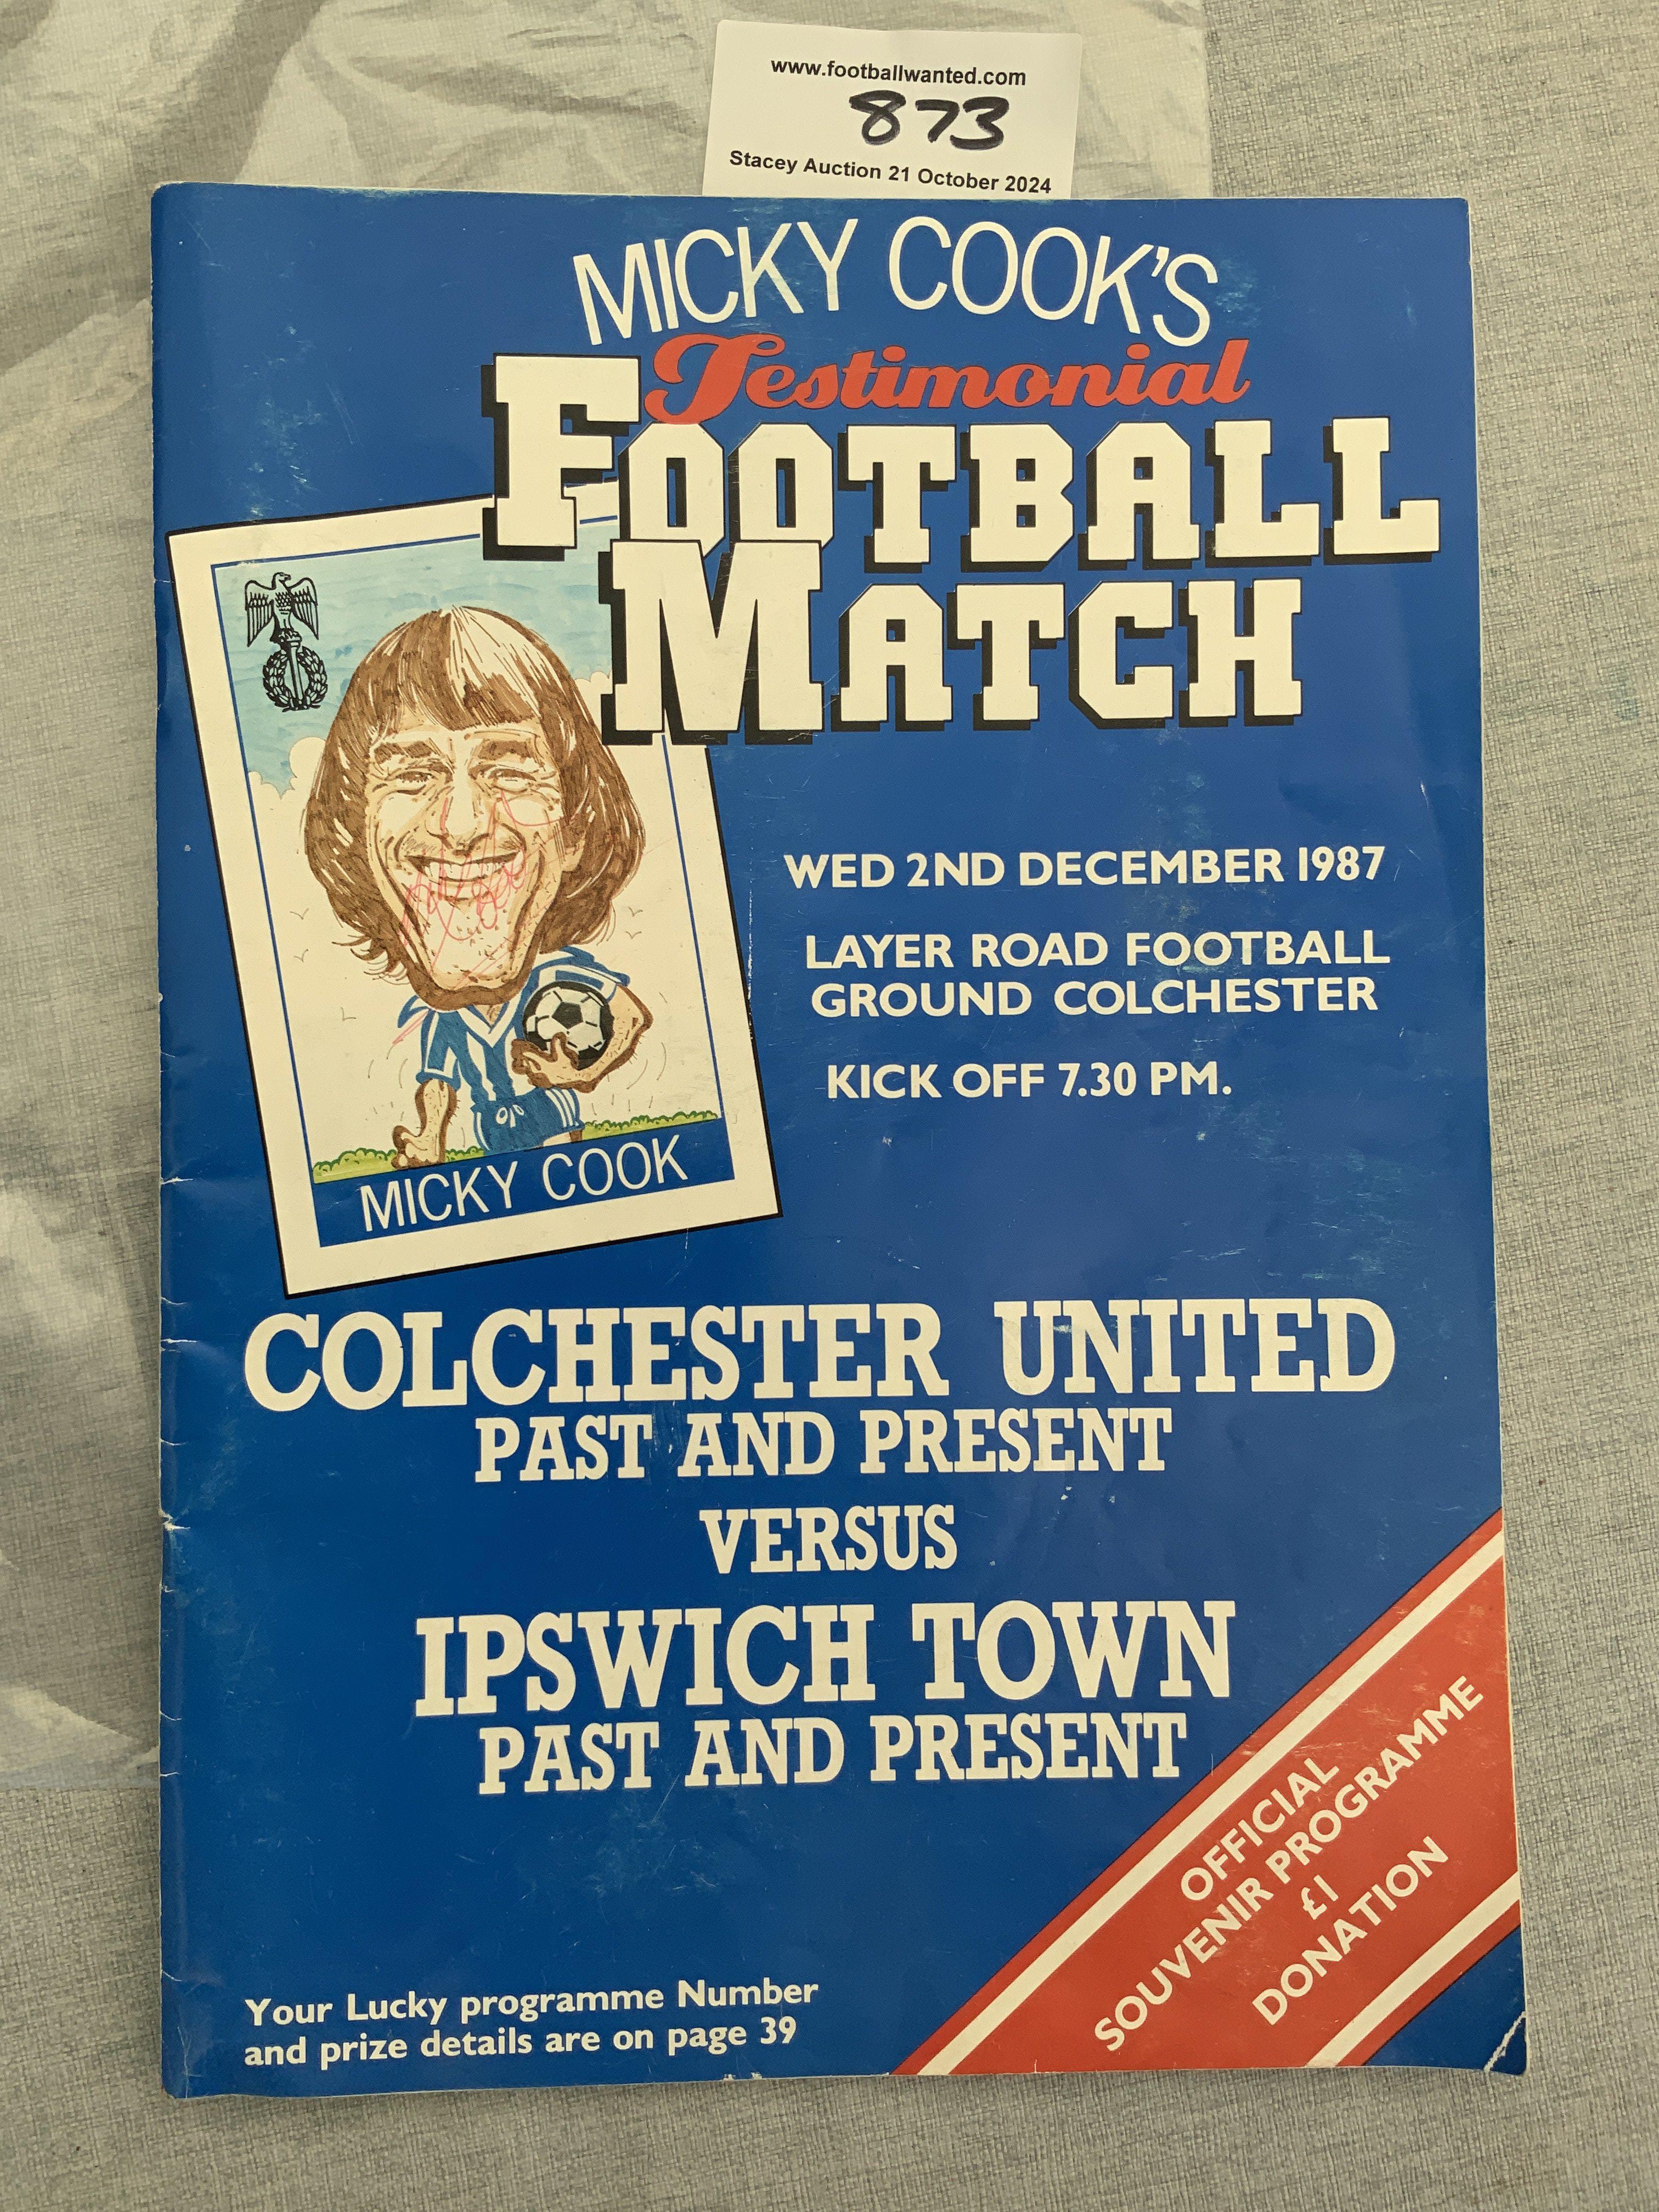 www.footballwanted.com
873
Stacey Auction 21 October 2024
MICKY COOK'S
Testimonial
FOOTBALL
MATCH
WED 2ND DECEMBER 1987
LAYER ROAD FOOTBALL
GROUND COLCHESTER
KICK OFF 7.30 PM.
MICKY COOK
COLCHESTER UNITED
PAST AND PRESENT
VERSUS
IPSWICH TOWN
PAST AND PRESENT
OFFICIAL
SOUVENIR PROGRAMME
£1
DONATION
Your Lucky programme Number
and prize details are on page 39